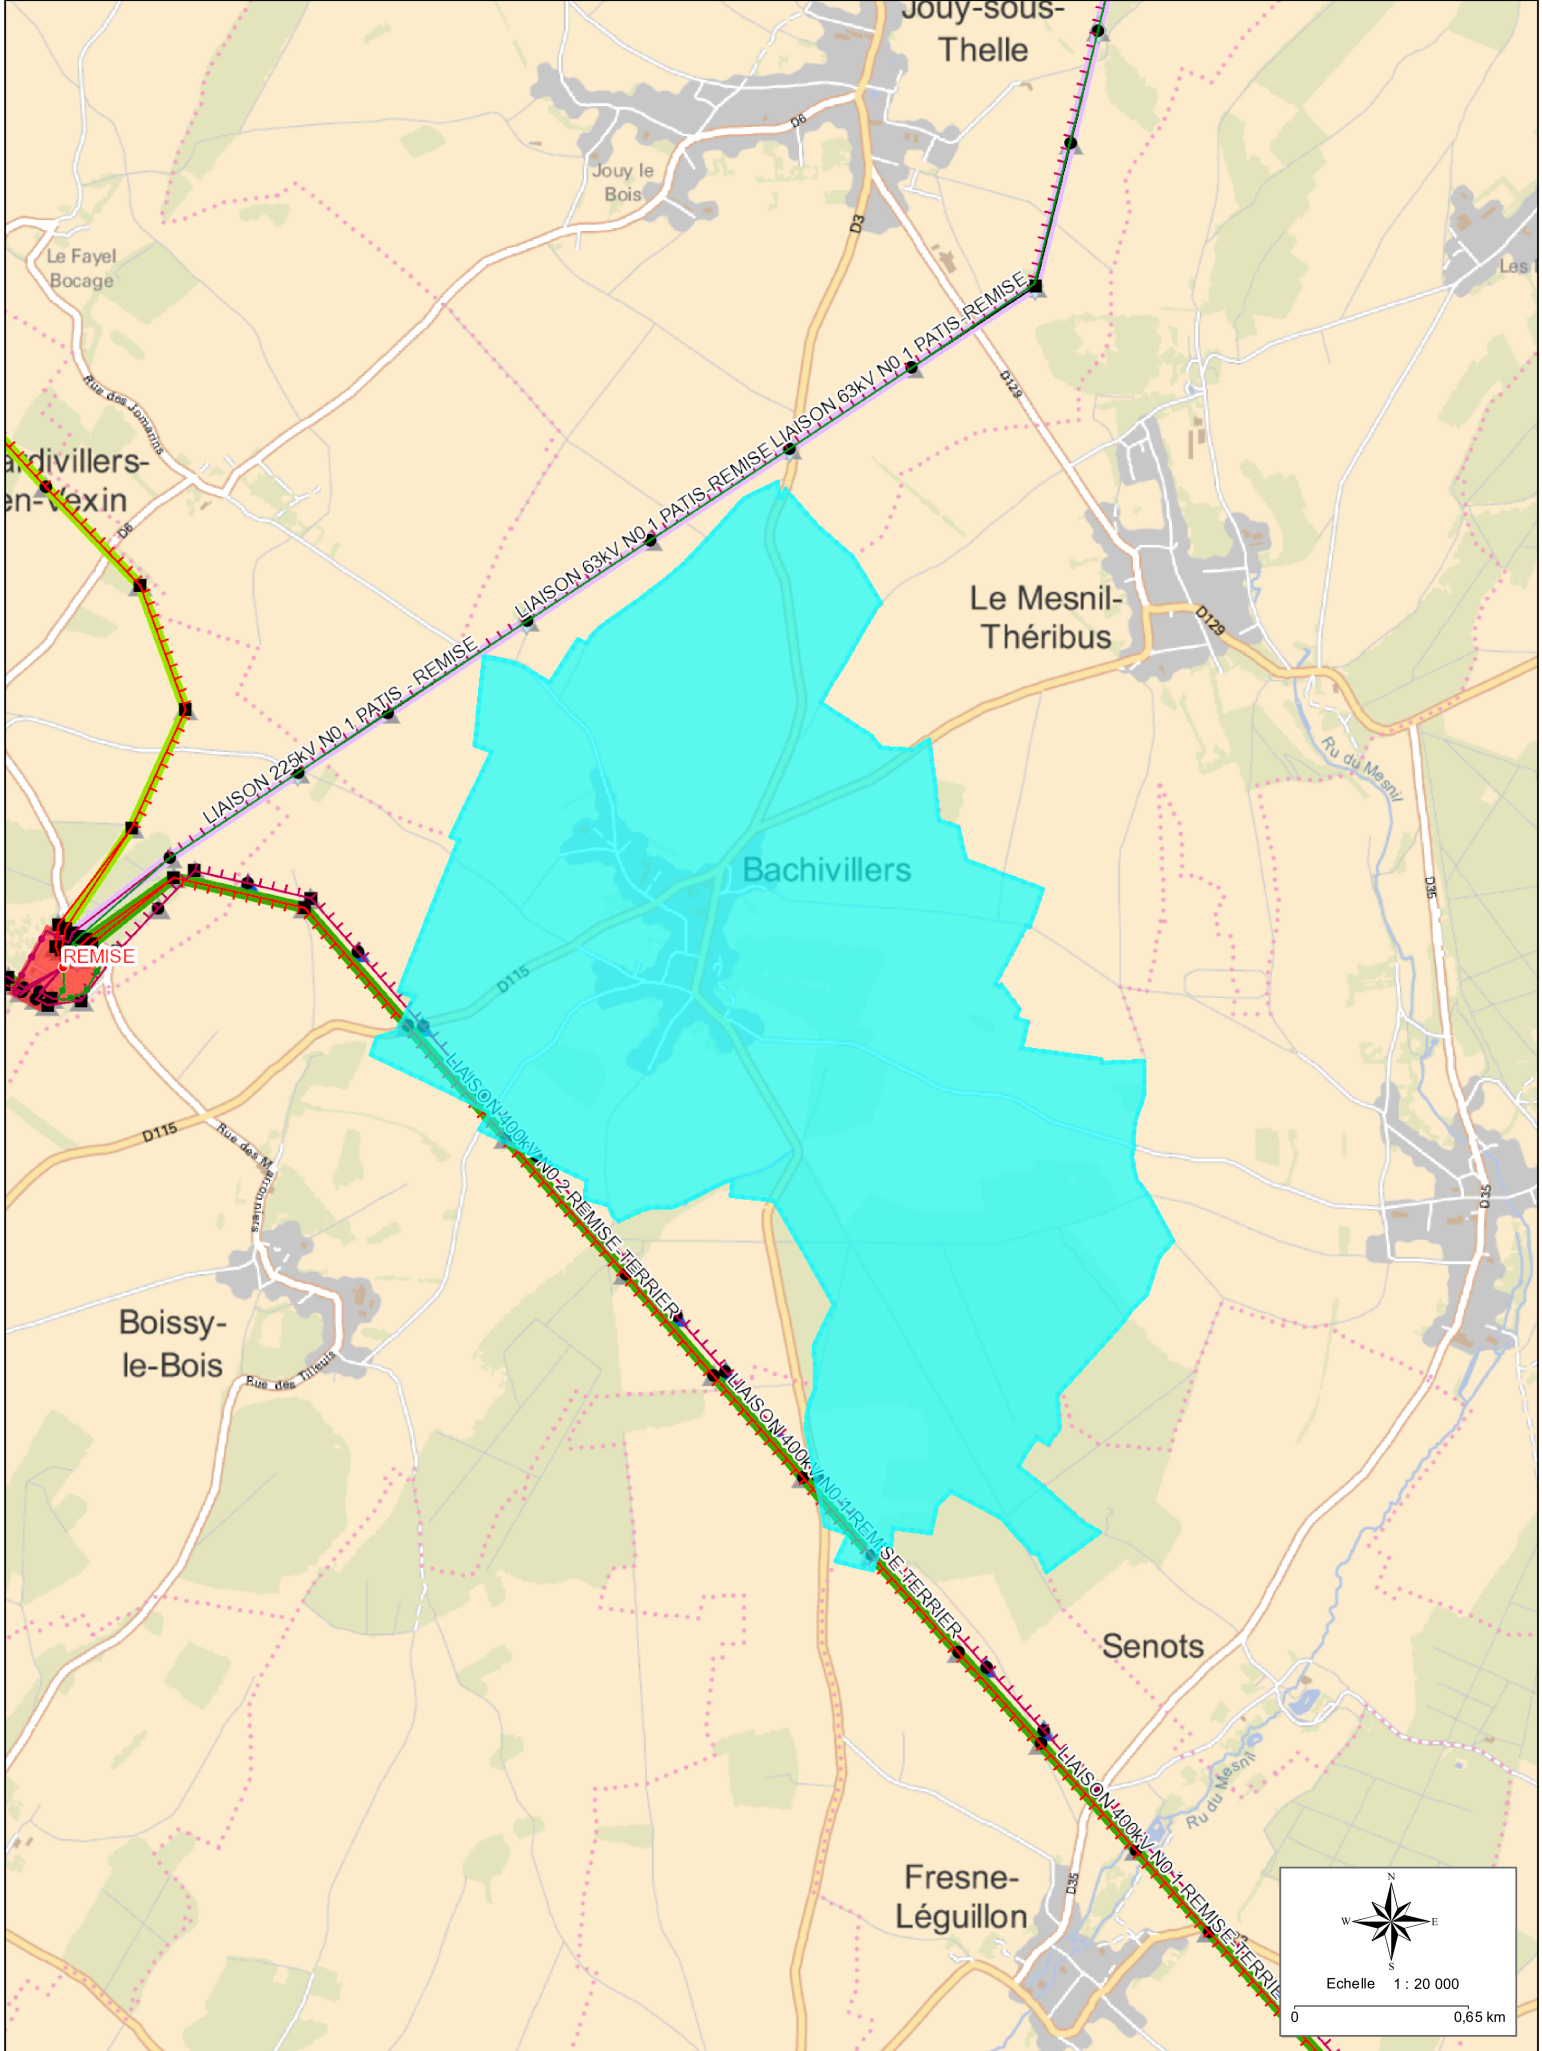 Jouy-sous-
Thelle
D6
Jouy le
Bois
D3
Le Fayel
Bocage
Les
LIAISON 63kV N0 1 PATIS-REMISE
D129
Rue des Jomarins
ardivillers-
en-Vexin
D6
LIAISON 63kV N0 1 PATIS-REMISE
Le Mesnil-
Théribus
D129
LIAISON 225kV N0 1 PATIS - REMISE
Ru du Mesnil
Bachivillers
D35
REMISE
D115
LIAISON 400kV N0 2 REMISE-TERRIER
D115
Rue des Marronniers
D35
Boissy-
le-Bois
Rue des Tilleuls
LIAISON 400kV N0 1 REMISE-TERRIER
Senots
LIAISON 400kV N0 1 REMISE-TERRIE
Ru du Mesnil
Fresne-
Léguillon
D35
N
W E
S
Echelle 1 : 20 000
0 0,65 km